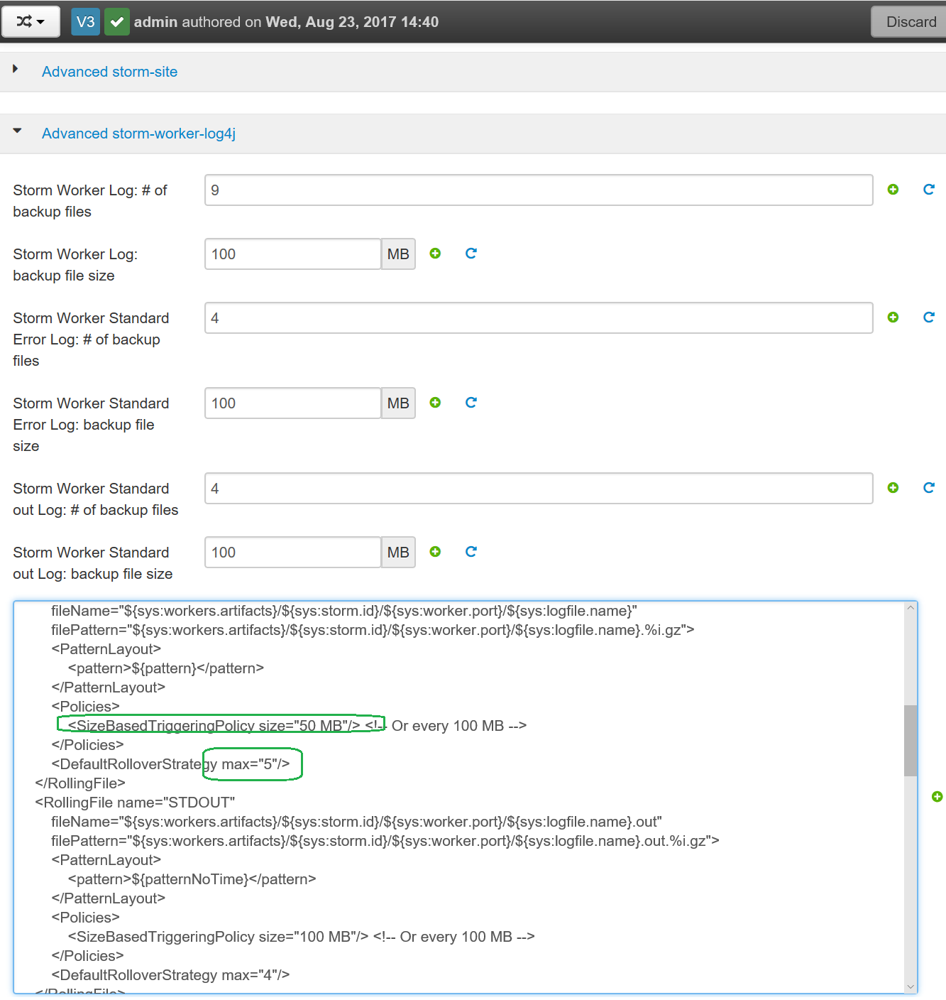 V3 admin authored on Wed, Aug 23, 2017 14:40 Discard
Advanced storm-site
Advanced storm-worker-log4j
Storm Worker Log: # of
backup files
9
Storm Worker Log:
backup file size
100 MB
Storm Worker Standard
Error Log: # of backup
files
4
Storm Worker Standard
Error Log: backup file
size
100 MB
Storm Worker Standard
out Log: # of backup files
4
Storm Worker Standard
out Log: backup file size
100 MB
fileName="${sys:workers.artifacts}/${sys:storm.id}/${sys:worker.port}/${sys:logfile.name}"
filePattern="${sys:workers.artifacts}/${sys:storm.id}/${sys:worker.port}/${sys:logfile.name}.%i.gz">
<PatternLayout>
<pattern>${pattern}</pattern>
</PatternLayout>
<Policies>
<SizeBasedTriggeringPolicy size="50 MB"/> <!-- Or every 100 MB -->
</Policies>
<DefaultRolloverStrategy max="5"/>
</RollingFile>
<RollingFile name="STDOUT"
fileName="${sys:workers.artifacts}/${sys:storm.id}/${sys:worker.port}/${sys:logfile.name}.out"
filePattern="${sys:workers.artifacts}/${sys:storm.id}/${sys:worker.port}/${sys:logfile.name}.out.%i.gz">
<PatternLayout>
<pattern>${patternNoTime}</pattern>
</PatternLayout>
<Policies>
<SizeBasedTriggeringPolicy size="100 MB"/> <!-- Or every 100 MB -->
</Policies>
<DefaultRolloverStrategy max="4"/>
</RollingFile>